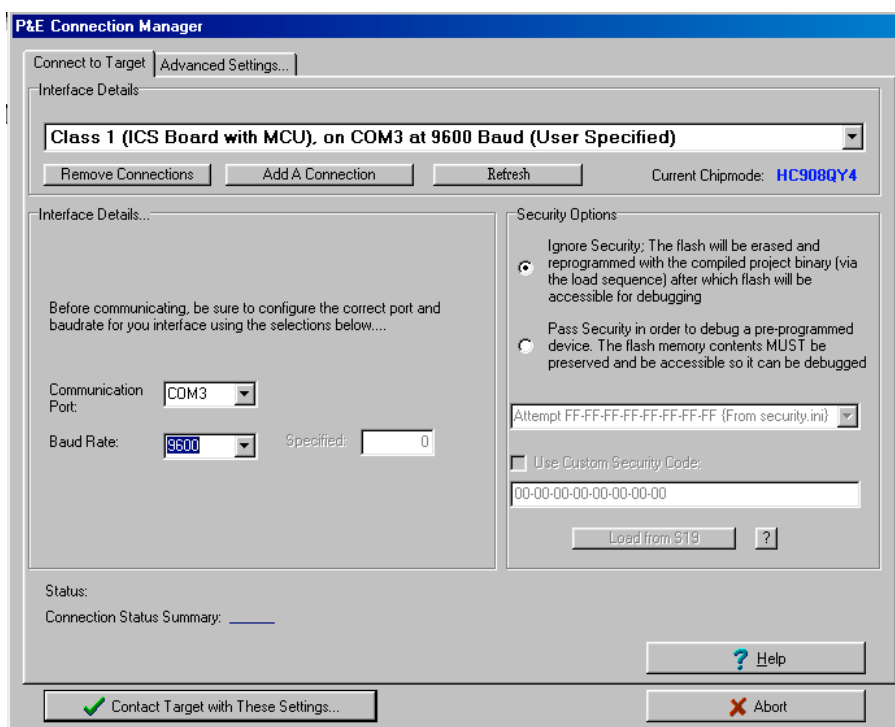 P&E Connection Manager
Connect to Target
Advanced Settings...
Interface Details
Class 1 (ICS Board with MCU), on COM3 at 9600 Baud (User Specified)
Remove Connections
Add A Connection
Refresh
Current Chipmode: HC908QY4
Interface Details...
Before communicating, be sure to configure the correct port and
baudrate for you interface using the selections below....
Communication
Port:
COM3
Baud Rate:
9600
Specified:
0
Security Options
Ignore Security; The flash will be erased and
reprogrammed with the compiled project binary (via
the load sequence) after which flash will be
accessible for debugging
Pass Security in order to debug a pre-programmed
device. The flash memory contents MUST be
preserved and be accessible so it can be debugged
Attempt FF-FF-FF-FF-FF-FF-FF-FF {From security.ini}
Use Custom Security Code:
00-00-00-00-00-00-00-00
Load from S19
?
Status:
Connection Status Summary:
? Help
Contact Target with These Settings...
Abort